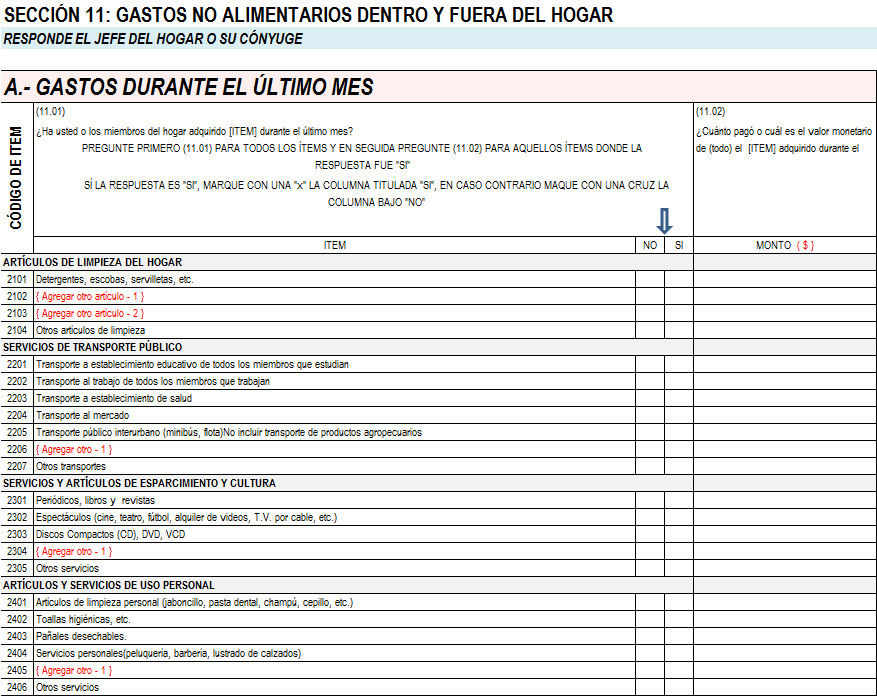 SECCIÓN 11: GASTOS NO ALIMENTARIOS DENTRO Y FUERA DEL HOGAR
RESPONDE EL JEFE DEL HOGAR O SU CÓNYUGE
A.- GASTOS DURANTE EL ÚLTIMO MES
CÓDIGO DE ITEM
(11.01)
¿Ha usted o los miembros del hogar adquirido [ITEM] durante el último mes?
PREGUNTE PRIMERO (11.01) PARA TODOS LOS ÍTEMS Y EN SEGUIDA PREGUNTE (11.02) PARA AQUELLOS ÍTEMS DONDE LA
RESPUESTA FUE "SI"
SÍ LA RESPUESTA ES "SI", MARQUE CON UNA "x" LA COLUMNA TITULADA "SI", EN CASO CONTRARIO MAQUE CON UNA CRUZ LA
COLUMNA BAJO "NO"
(11.02)
¿Cuánto pagó o cuál es el valor monetario
de (todo) el [ITEM] adquirido durante el
ITEM NO SI MONTO ( $ )
ARTÍCULOS DE LIMPIEZA DEL HOGAR
2101 Detergentes, escobas, servilletas, etc.
2102 { Agregar otro artículo - 1 }
2103 { Agregar otro artículo - 2 }
2104 Otros artículos de limpieza
SERVICIOS DE TRANSPORTE PÚBLICO
2201 Transporte a establecimiento educativo de todos los miembros que estudian
2202 Transporte al trabajo de todos los miembros que trabajan
2203 Transporte a establecimiento de salud
2204 Transporte al mercado
2205 Transporte público interurbano (minibús, flota)No incluir transporte de productos agropecuarios
2206 { Agregar otro - 1 }
2207 Otros transportes
SERVICIOS Y ARTÍCULOS DE ESPARCIMIENTO Y CULTURA
2301 Periódicos, libros y revistas
2302 Espectáculos (cine, teatro, fútbol, alquiler de videos, T.V. por cable, etc.)
2303 Discos Compactos (CD), DVD, VCD
2304 { Agregar otro - 1 }
2305 Otros servicios
ARTÍCULOS Y SERVICIOS DE USO PERSONAL
2401 Artículos de limpieza personal (jaboncillo, pasta dental, champú, cepillo, etc.)
2402 Toallas higiénicas, etc.
2403 Pañales desechables.
2404 Servicios personales(peluquería, barbería, lustrado de calzados)
2405 { Agregar otro - 1 }
2406 Otros servicios